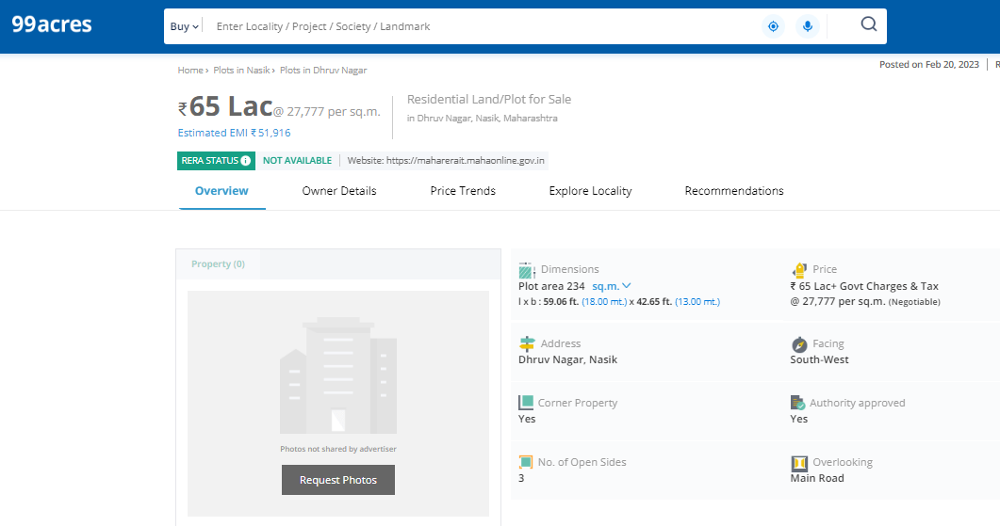 99acres
Buy
Enter Locality / Project / Society / Landmark
Home › Plots in Nasik › Plots in Dhruv Nagar
Posted on Feb 20, 2023 | R
₹65 Lac @ 27,777 per sq.m.
Estimated EMI ₹ 51,916
Residential Land/Plot for Sale
in Dhruv Nagar, Nasik, Maharashtra
RERA STATUS i NOT AVAILABLE | Website: https://maharerait.mahaonline.gov.in
Overview Owner Details Price Trends Explore Locality Recommendations
Property (0)
Photos not shared by advertiser
Request Photos
Dimensions
Plot area 234 sq.m.
l x b : 59.06 ft. (18.00 mt.) x 42.65 ft. (13.00 mt.)
Price
₹ 65 Lac+ Govt Charges & Tax
@ 27,777 per sq.m. (Negotiable)
Address
Dhruv Nagar, Nasik
Facing
South-West
Corner Property
Yes
Authority approved
Yes
No. of Open Sides
3
Overlooking
Main Road